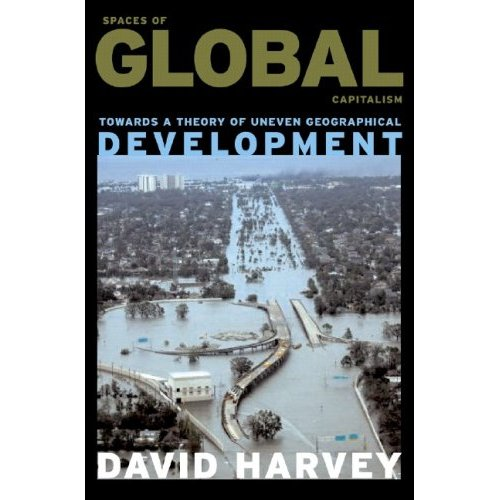 SPACES OF
GLOBAL
CAPITALISM
TOWARDS A THEORY OF UNEVEN GEOGRAPHICAL
DEVELOPMENT
DAVID HARVEY